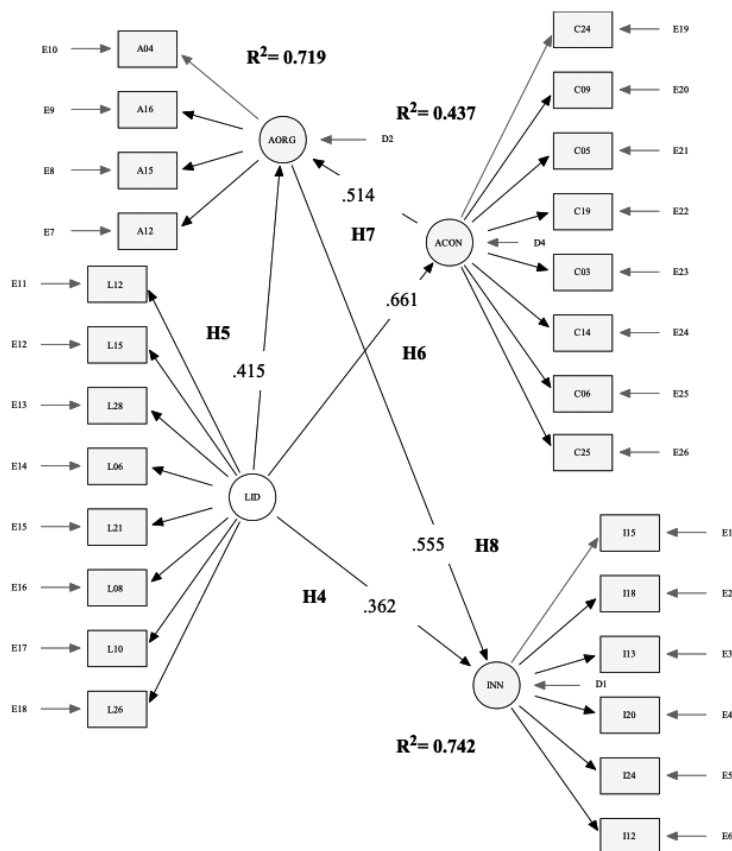 E10
A04
R²= 0.719
E9
A16
E8
A15
E7
A12
AORG
D2
C24
E19
C09
E20
R²= 0.437
C05
E21
C19
E22
C03
E23
C14
E24
C06
E25
C25
E26
ACON
D4
.514
H7
.661
H6
H5
.415
E11
L12
E12
L15
E13
L28
E14
L06
E15
L21
E16
L08
E17
L10
E18
L26
LID
.555
H8
H4
.362
INN
D1
R²= 0.742
I15
E1
I18
E2
I13
E3
I20
E4
I24
E5
I12
E6